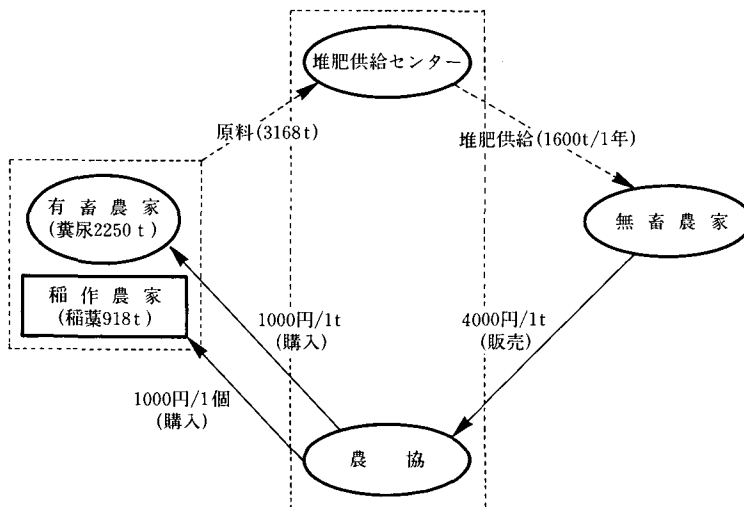 堆肥供給センター
原料(3168t)
堆肥供給(1600t/1年)
有畜農家
(糞尿2250t)
無畜農家
稲作農家
(稲藁918t)
1000円/1t
(購入)
4000円/1t
(販売)
1000円/1個
(購入)
農協